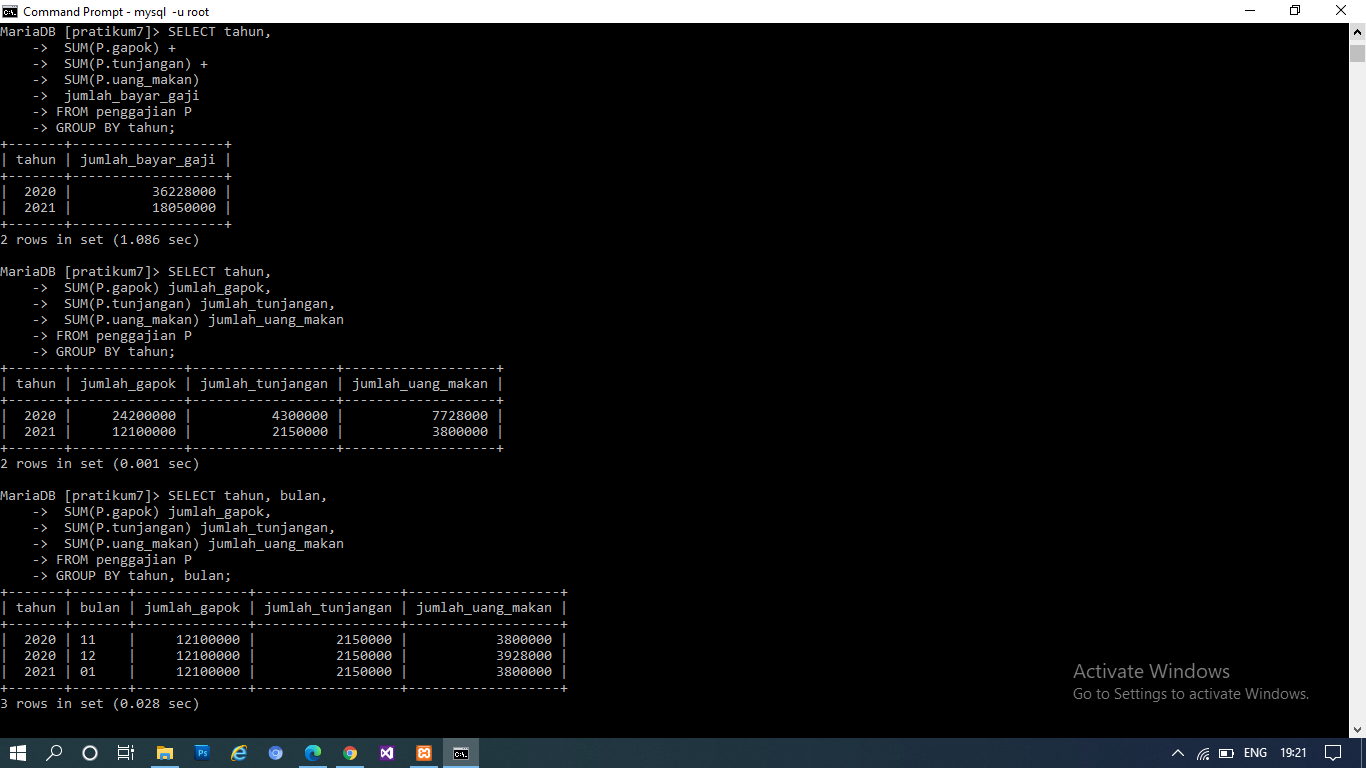 Command Prompt - mysql -u root
MariaDB [pratikum7]> SELECT tahun,
    ->  SUM(P.gapok) +
    ->  SUM(P.tunjangan) +
    ->  SUM(P.uang_makan)
    ->  jumlah_bayar_gaji
    -> FROM penggajian P
    -> GROUP BY tahun;
+-------+-------------------+
| tahun | jumlah_bayar_gaji |
+-------+-------------------+
|  2020 |          36228000 |
|  2021 |          18050000 |
+-------+-------------------+
2 rows in set (1.086 sec)
MariaDB [pratikum7]> SELECT tahun,
    ->  SUM(P.gapok) jumlah_gapok,
    ->  SUM(P.tunjangan) jumlah_tunjangan,
    ->  SUM(P.uang_makan) jumlah_uang_makan
    -> FROM penggajian P
    -> GROUP BY tahun;
+-------+--------------+------------------+-------------------+
| tahun | jumlah_gapok | jumlah_tunjangan | jumlah_uang_makan |
+-------+--------------+------------------+-------------------+
|  2020 |     24200000 |          4300000 |           7728000 |
|  2021 |     12100000 |          2150000 |           3800000 |
+-------+--------------+------------------+-------------------+
2 rows in set (0.001 sec)
MariaDB [pratikum7]> SELECT tahun, bulan,
    ->  SUM(P.gapok) jumlah_gapok,
    ->  SUM(P.tunjangan) jumlah_tunjangan,
    ->  SUM(P.uang_makan) jumlah_uang_makan
    -> FROM penggajian P
    -> GROUP BY tahun, bulan;
+-------+-------+--------------+------------------+-------------------+
| tahun | bulan | jumlah_gapok | jumlah_tunjangan | jumlah_uang_makan |
+-------+-------+--------------+------------------+-------------------+
|  2020 | 11    |     12100000 |          2150000 |           3800000 |
|  2020 | 12    |     12100000 |          2150000 |           3928000 |
|  2021 | 01    |     12100000 |          2150000 |           3800000 |
+-------+-------+--------------+------------------+-------------------+
3 rows in set (0.028 sec)
Activate Windows
Go to Settings to activate Windows.
Ps
ENG 19:21